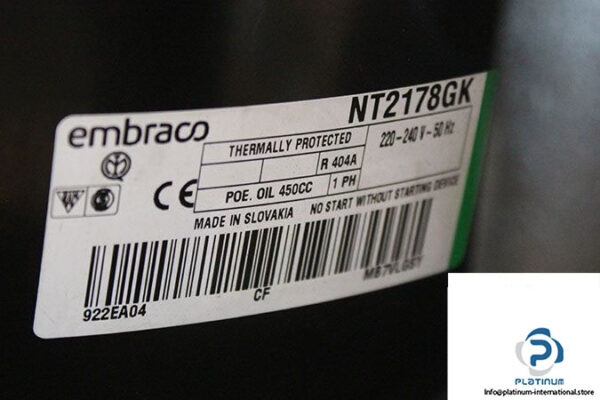 NT2178GK
embraco
THERMALLY PROTECTED
220-240 V ~ 50 Hz
R 404A
CE
POE. OIL 450CC
1 PH
MADE IN SLOVAKIA
NO START WITHOUT STARTING DEVICE
922EA04
CF
PLATINUM
Info@platinum-international.store